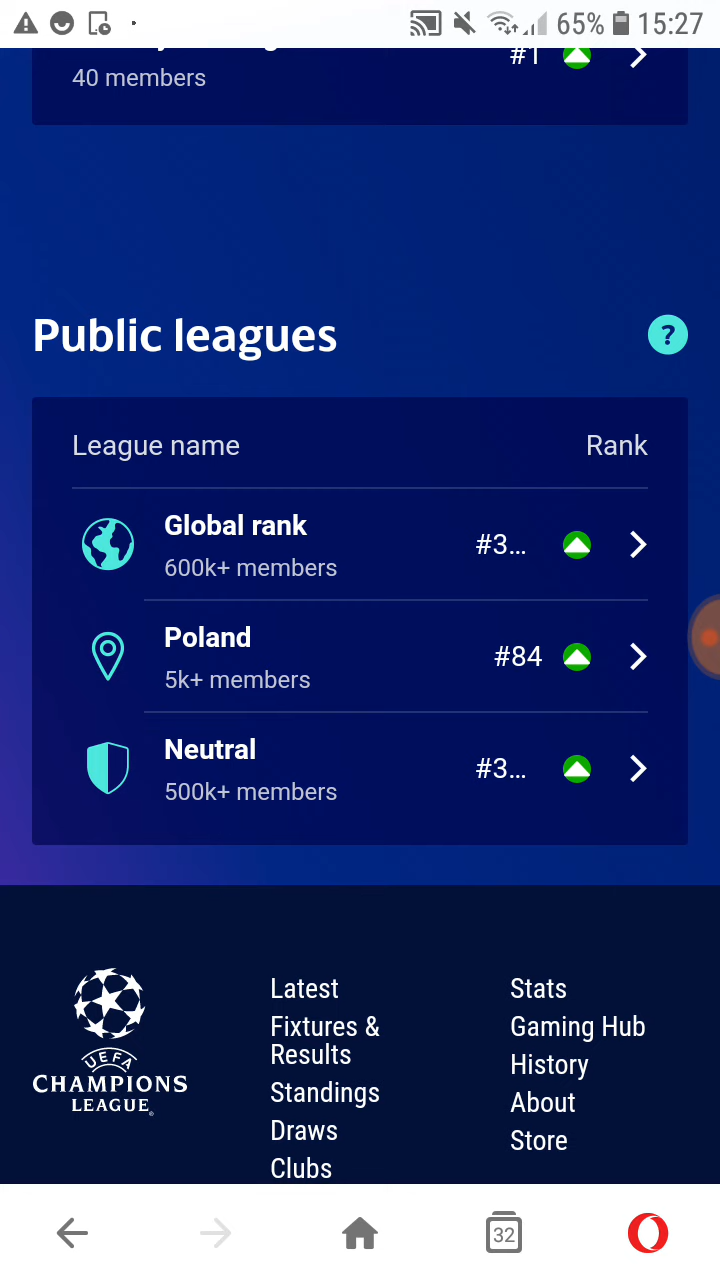 65% 15:27
#1
40 members
Public leagues
?
League name Rank
Global rank
#3...
600k+ members
Poland
#84
5k+ members
Neutral
#3...
500k+ members
Latest
Fixtures &
Results
Standings
Draws
Clubs
Stats
Gaming Hub
History
About
Store
UEFA
CHAMPIONS
LEAGUE
32